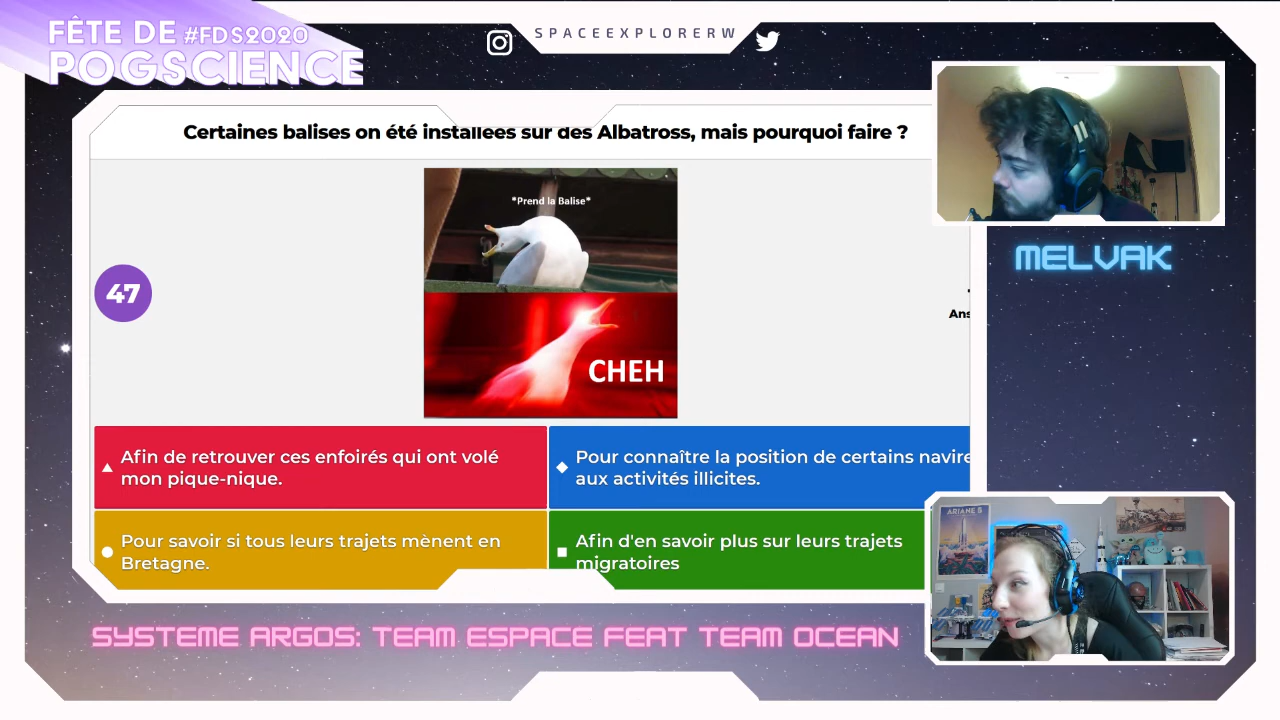 FÊTE DE #FDS2020
POGSCIENCE
SPACEEXPLORERW
Certaines balises on été installees sur des Albatross, mais pourquoi faire ?
*Prend la Balise*
CHEH
47
Ans
MELVAK
Afin de retrouver ces enfoirés qui ont volé
mon pique-nique.
Pour connaître la position de certains navire
aux activités illicites.
Pour savoir si tous leurs trajets mènent en
Bretagne.
Afin d'en savoir plus sur leurs trajets
migratoires
ARIANE 5
SYSTEME ARGOS: TEAM ESPACE FEAT TEAM OCEAN